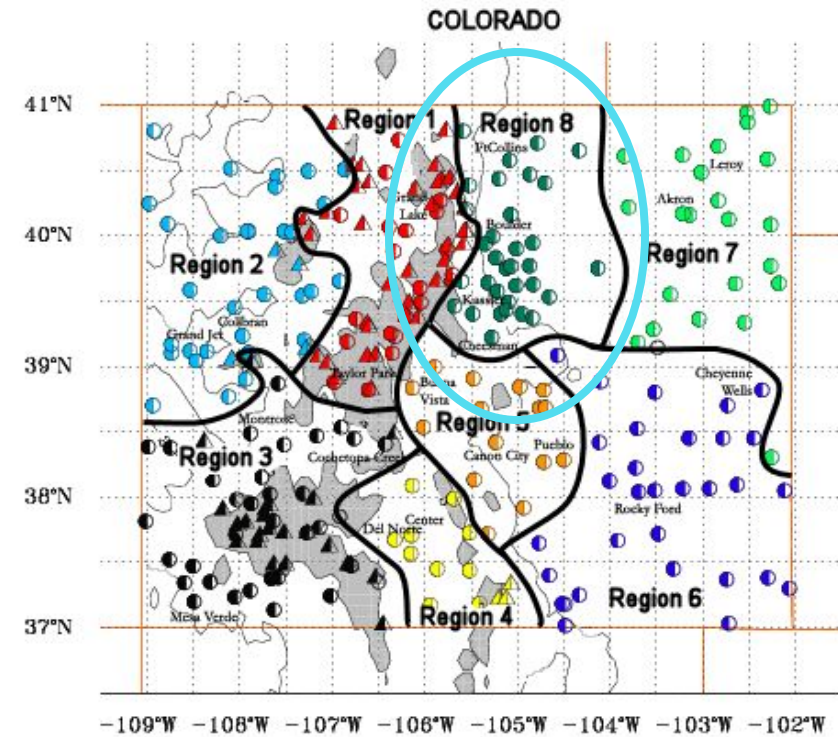 COLORADO
41°N
Region 1
Region 8
FtCollins
Leroy
Grand
Lake
Akron
40°N
Boulder
Region 2
Region 7
Kassler
Collbran
Grand Jct
Cheesman
39°N
Taylor Park
Buena
Vista
Cheyenne
Wells
Montrose
Region 5
Region 3
Cochetopa Creek
Canon City
Pueblo
38°N
Rocky Ford
Del Norte
Center
Region 6
Mesa Verde
Region 4
37°N
-109°W -108°W -107°W -106°W -105°W -104°W -103°W -102°W